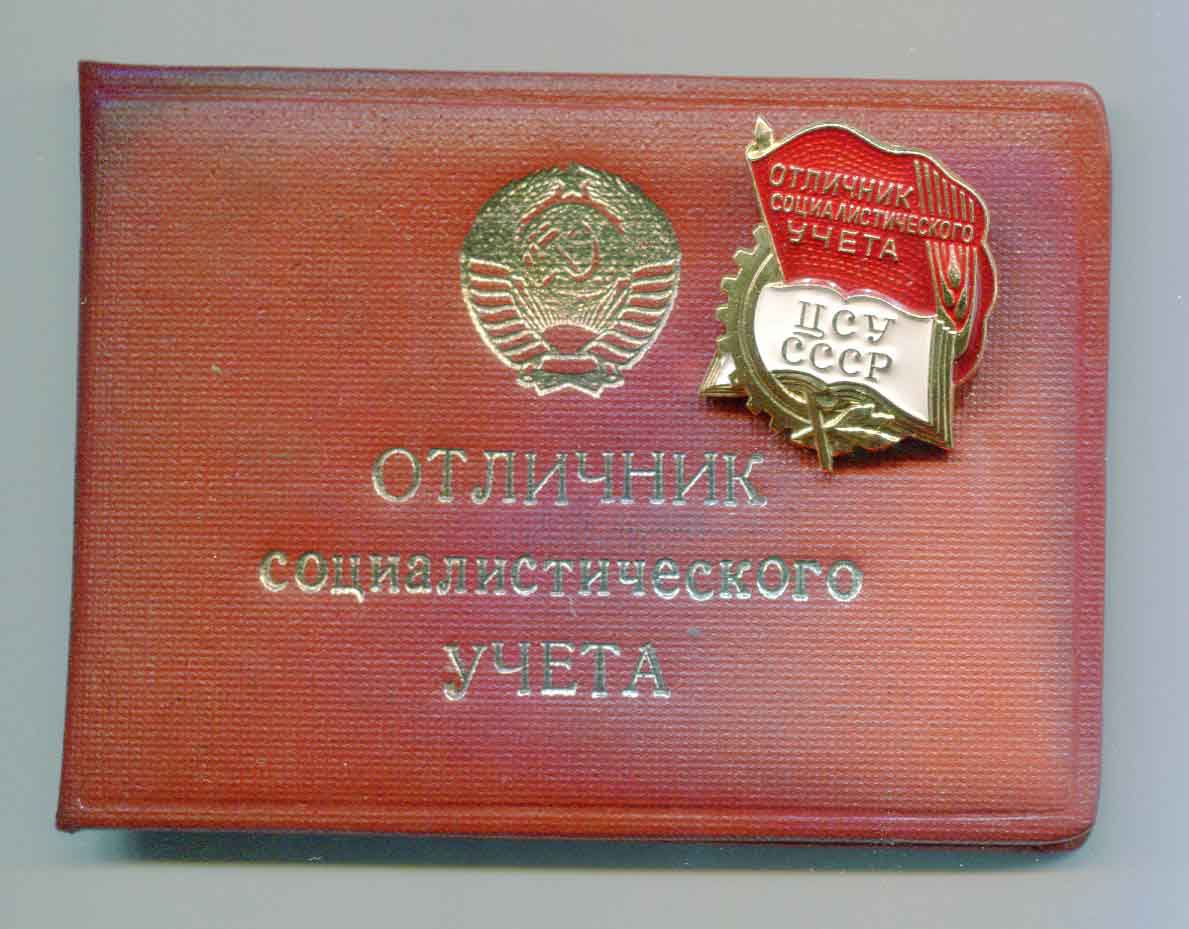 ОТЛИЧНИК
СОЦИАЛИСТИЧЕСКОГО
УЧЕТА
ЦСУ
СССР
ОТЛИЧНИК
социалистического
УЧЕТА